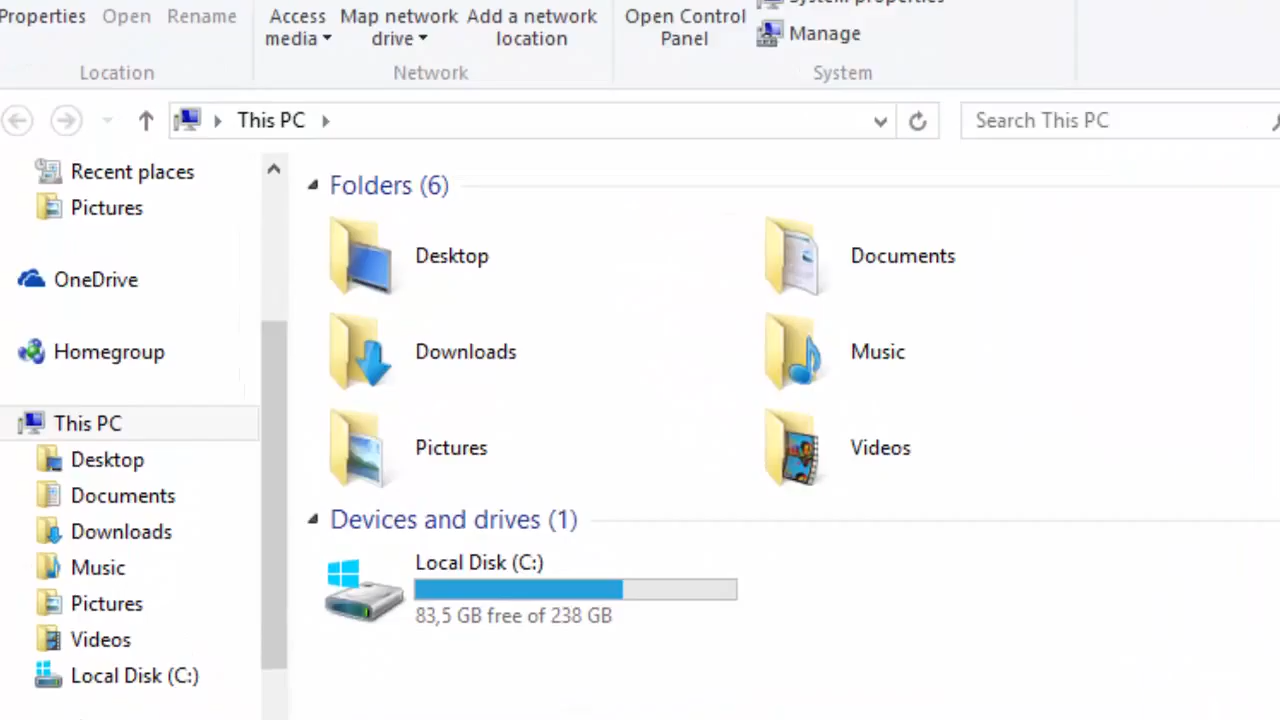 Properties Open Rename
Access media
Map network drive
Add a network location
Open Control Panel
System properties
Manage
Location
Network
System
This PC
Search This PC
Recent places
Pictures
OneDrive
Homegroup
This PC
Desktop
Documents
Downloads
Music
Pictures
Videos
Local Disk (C:)
Folders (6)
Desktop
Documents
Downloads
Music
Pictures
Videos
Devices and drives (1)
Local Disk (C:)
83,5 GB free of 238 GB